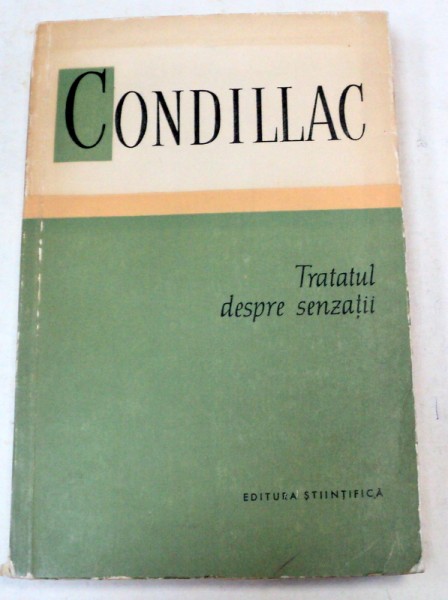 CONDILLAC
Tratatul
despre senzații
EDITURA ȘTIINȚIFICĂ